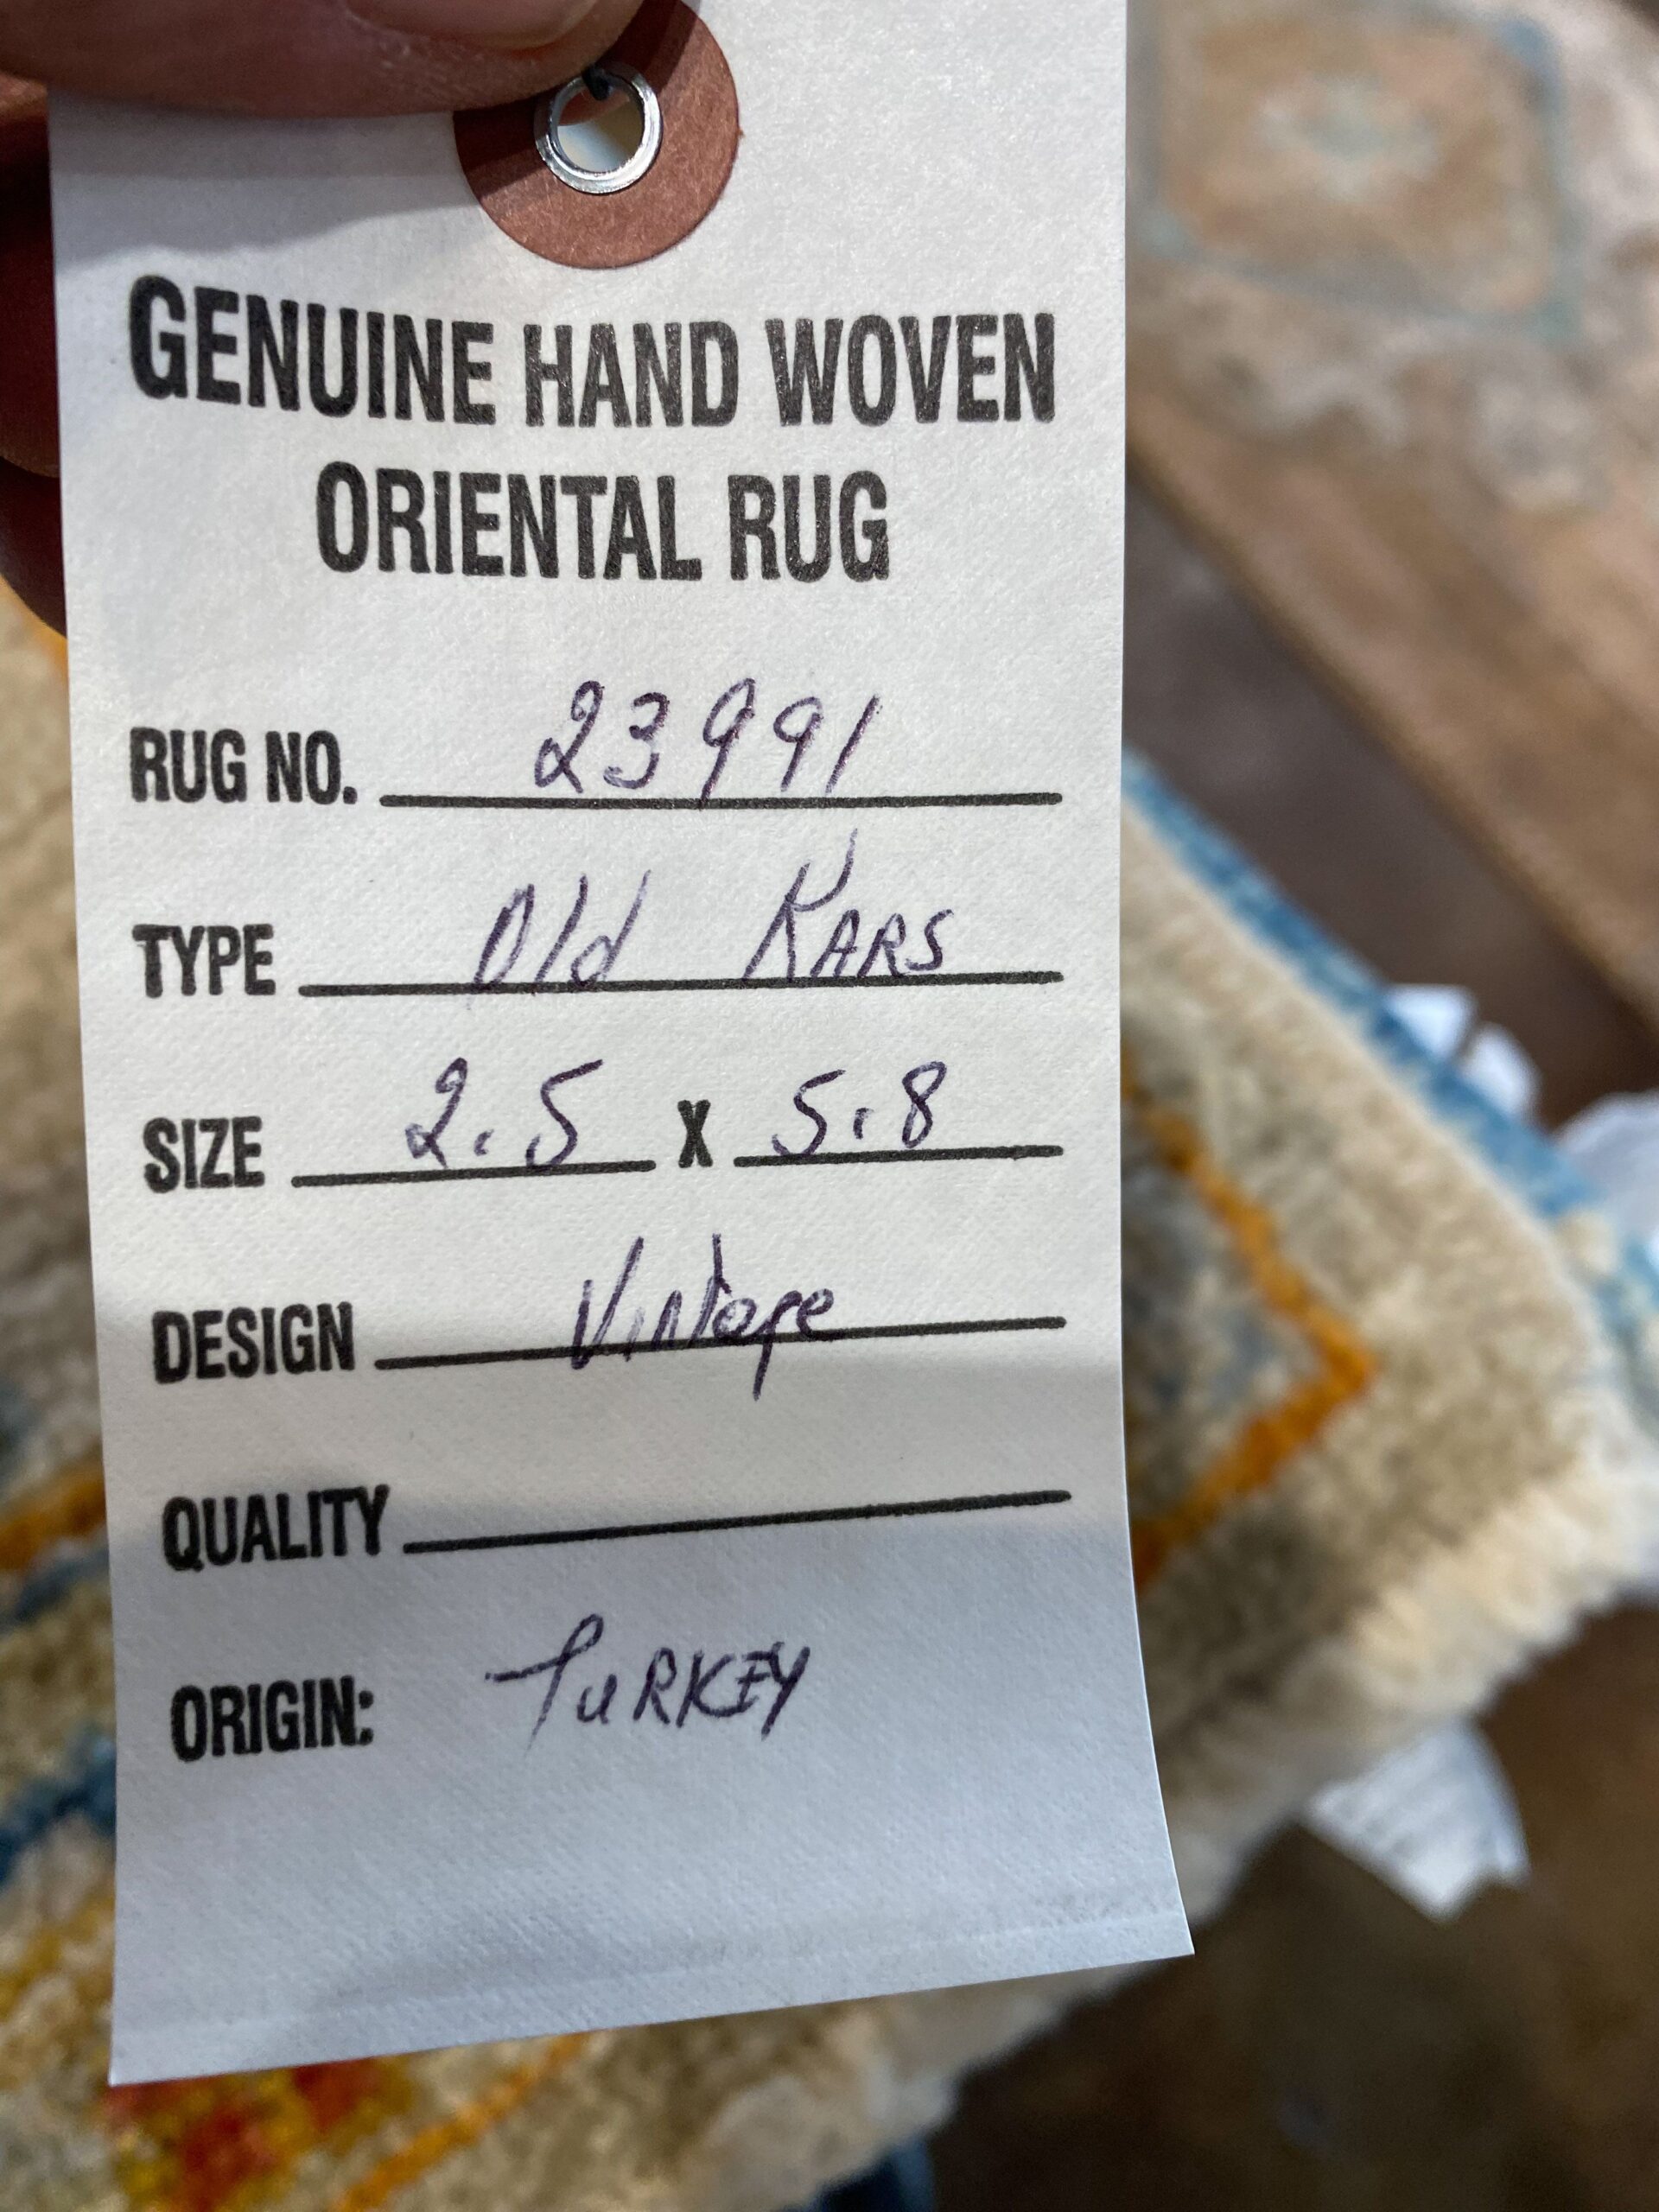 GENUINE HAND WOVEN
ORIENTAL RUG
RUG NO. 23991
TYPE Old KARS
SIZE 2.5 X 5.8
DESIGN Vintage
QUALITY
ORIGIN: TURKEY